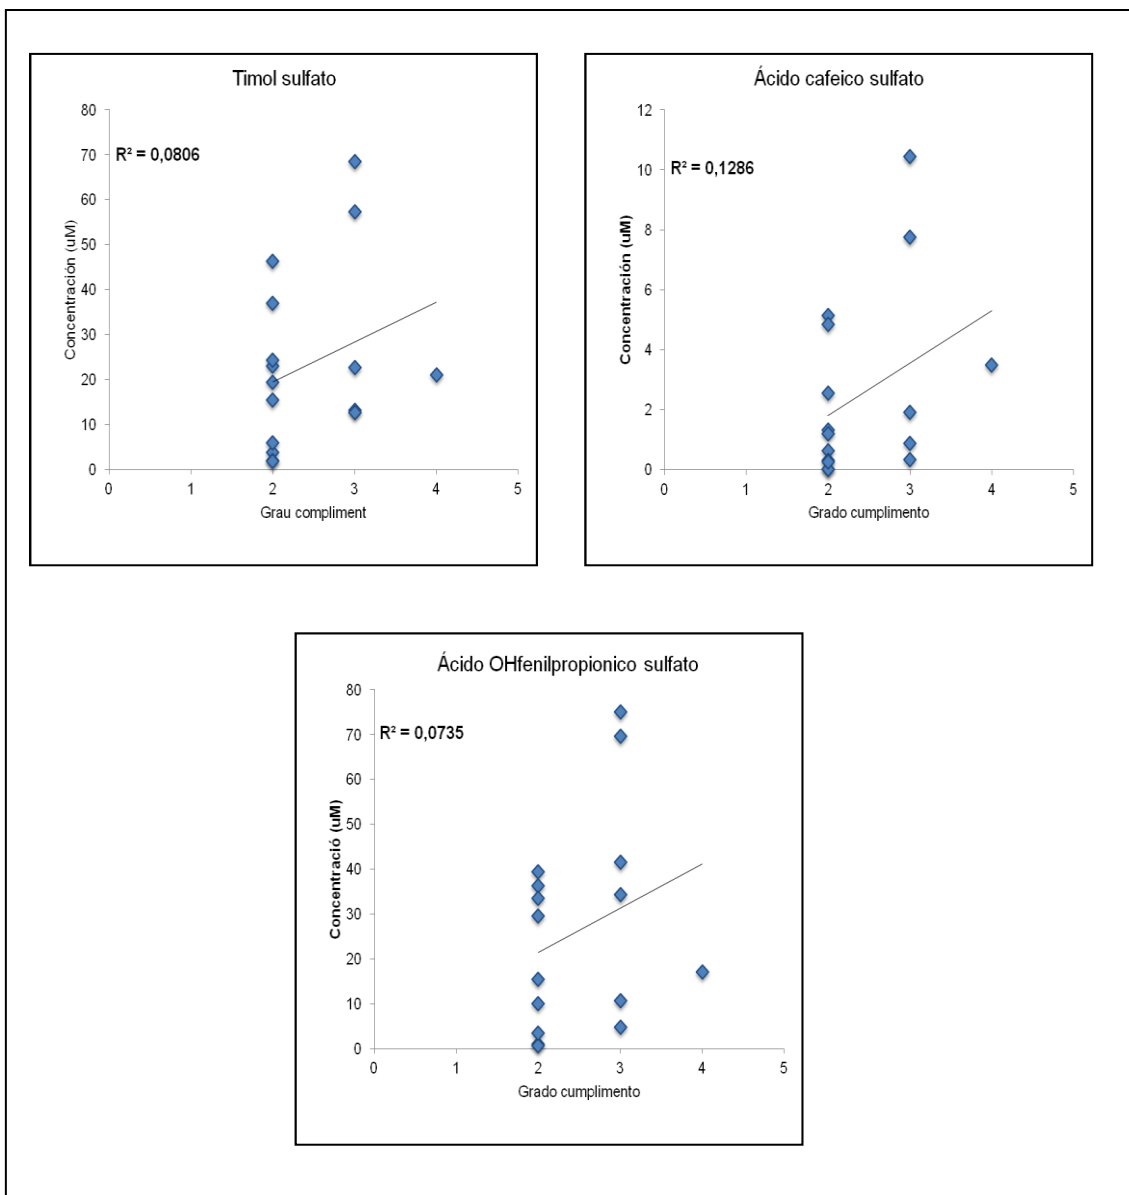 Timol sulfato
80
70
60
50
40
30
20
10
0
R² = 0,0806
Concentración (uM)
0 1 2 3 4 5
Grau compliment
Ácido cafeico sulfato
12
10
8
6
4
2
0
R² = 0,1286
Concentración (uM)
0 1 2 3 4 5
Grado cumplimento
Ácido OHfenilpropionico sulfato
80
70
60
50
40
30
20
10
0
R² = 0,0735
Concentració (uM)
0 1 2 3 4 5
Grado cumplimento